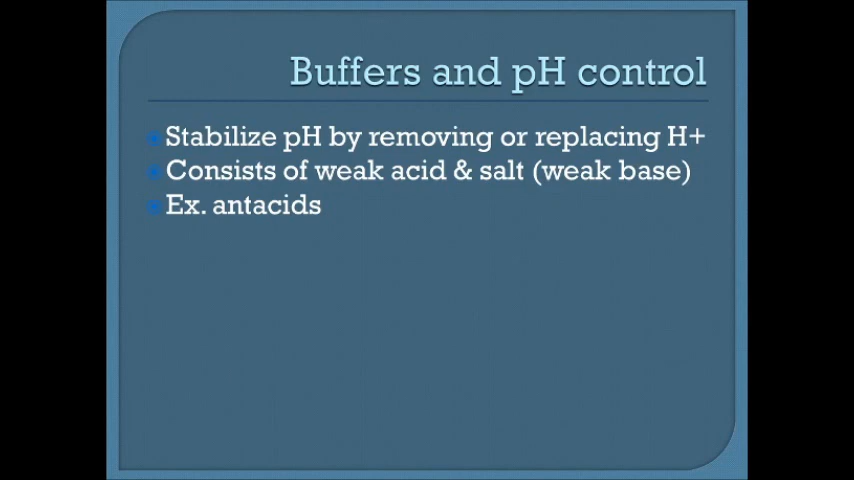 Buffers and pH control
Stabilize pH by removing or replacing H+
Consists of weak acid & salt (weak base)
Ex. antacids